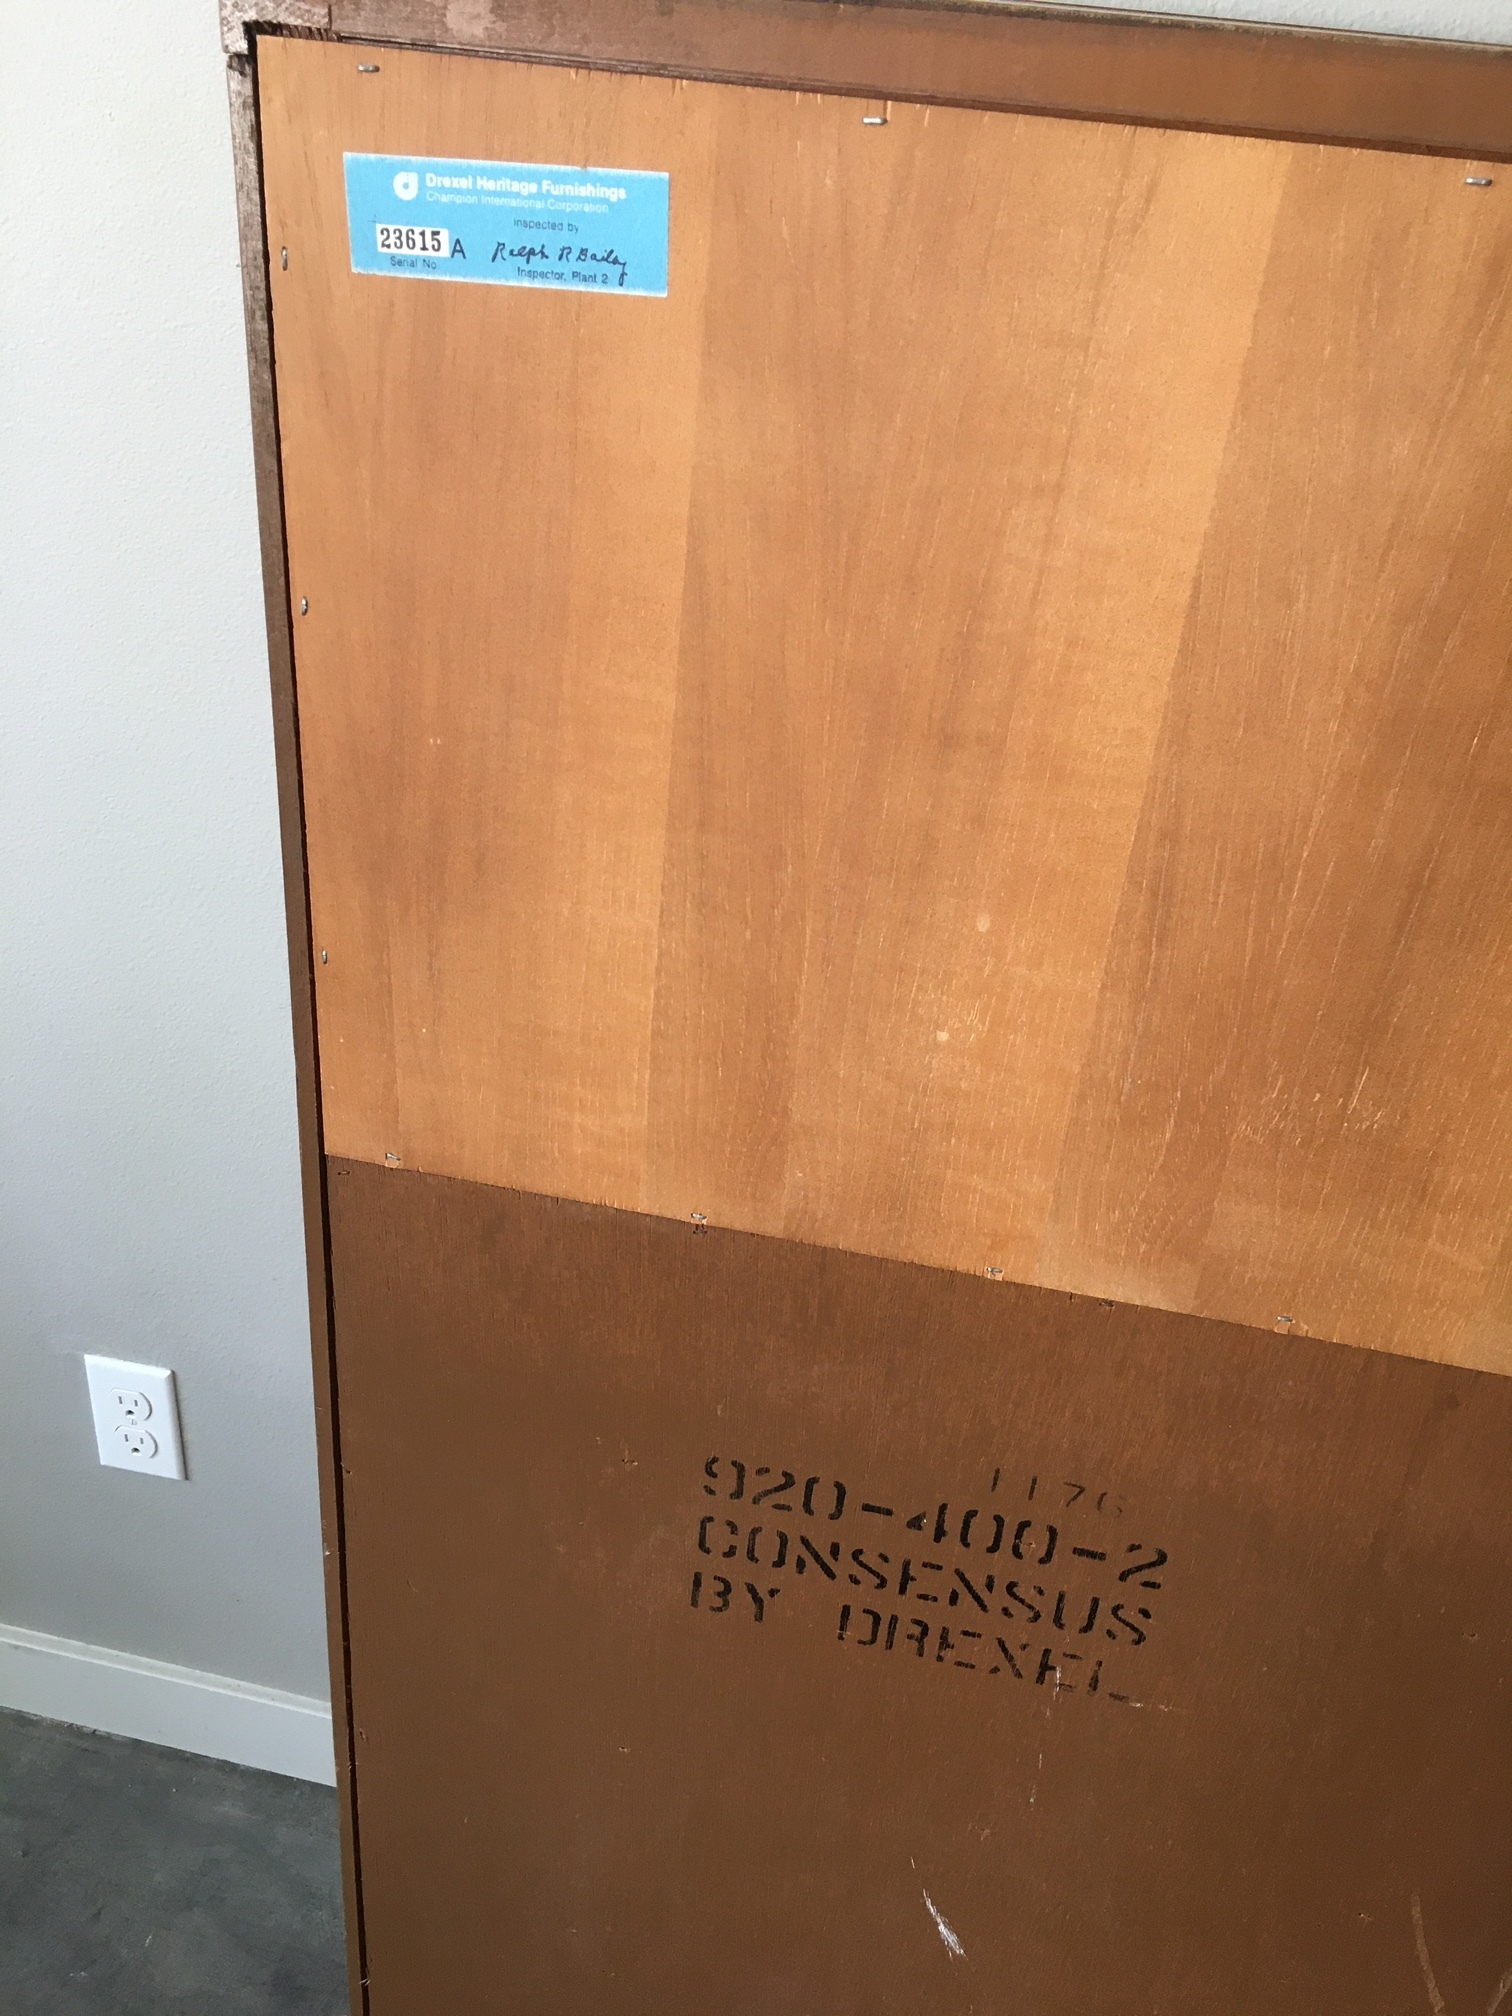 Drexel Heritage Furnishings
Champion International Corporation
Inspected by
23615 A Ralph R Bailey
Serial No. Inspector, Plant 2
1176
920-400-2
CONSENSUS
BY DREXEL